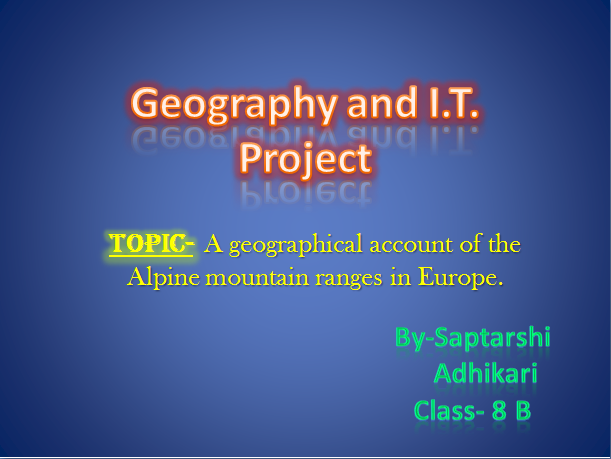 Geography and I.T.
Project
TOPIC- A geographical account of the
Alpine mountain ranges in Europe.
By-Saptarshi
Adhikari
Class- 8 B